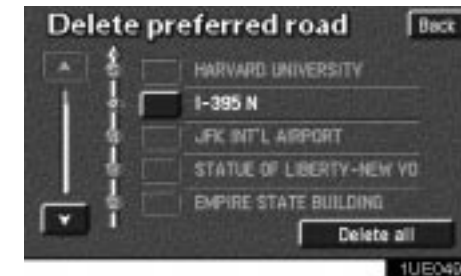 Delete preferred road Back
HARVARD UNIVERSITY
I-395 N
JFK INT'L AIRPORT
STATUE OF LIBERTY-NEW YO
EMPIRE STATE BUILDING
Delete all
1UE049